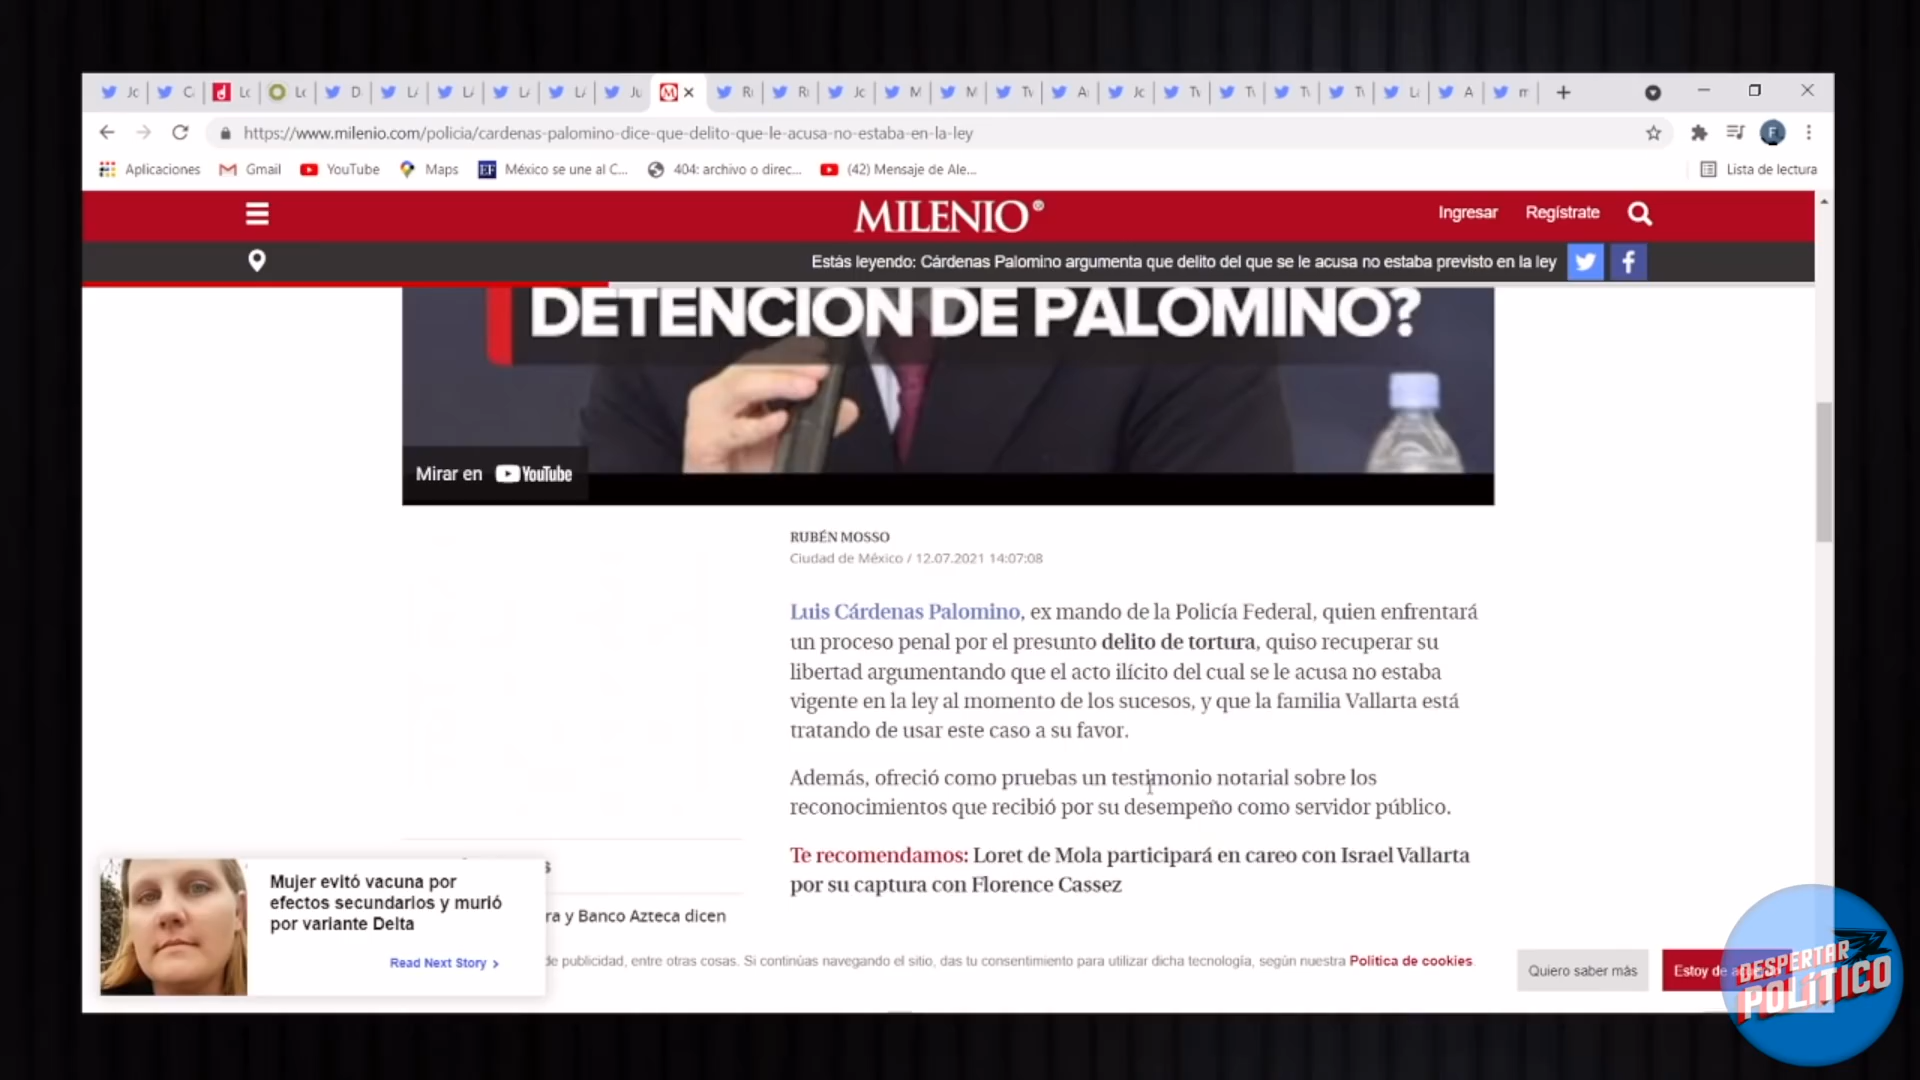 Jc
C
Lc
Lc
D
L/
L/
L/
L/
Ju
R
R
Jc
M
M
Tv
A
Jc
Tv
T
T
T
Li
A
m
https://www.milenio.com/policia/cardenas-palomino-dice-que-delito-que-le-acusa-no-estaba-en-la-ley
F
Aplicaciones
Gmail
YouTube
Maps
EF México se une al C...
404: archivo o direc...
(42) Mensaje de Ale...
Lista de lectura
MILENIO®
Ingresar
Regístrate
Estás leyendo: Cárdenas Palomino argumenta que delito del que se le acusa no estaba previsto en la ley
DETENCIÓN DE PALOMINO?
Mirar en YouTube
RUBÉN MOSSO
Ciudad de México / 12.07.2021 14:07:08
Luis Cárdenas Palomino, ex mando de la Policía Federal, quien enfrentará
un proceso penal por el presunto delito de tortura, quiso recuperar su
libertad argumentando que el acto ilícito del cual se le acusa no estaba
vigente en la ley al momento de los sucesos, y que la familia Vallarta está
tratando de usar este caso a su favor.
Además, ofreció como pruebas un testimonio notarial sobre los
reconocimientos que recibió por su desempeño como servidor público.
Te recomendamos: Loret de Mola participará en careo con Israel Vallarta
por su captura con Florence Cassez
s
ra y Banco Azteca dicen
Mujer evitó vacuna por
efectos secundarios y murió
por variante Delta
Read Next Story >
de publicidad, entre otras cosas. Si continúas navegando el sitio, das tu consentimiento para utilizar dicha tecnología, según nuestra Política de cookies.
Quiero saber más
Estoy de
DESPERTAR
POLÍTICO